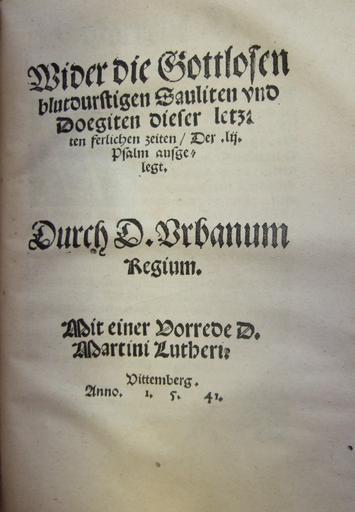 Wider die Gottlosen
blutdurstigen Sauliten vnd
Doegiten dieser letz⸗
ten ferlichen zeiten / Der .lij.
Psalm ausge⸗
legt.
Durch D. Vrbanum
Regium.
Mit einer Vorrede D.
Martini Lutheri⸗
Vittemberg.
Anno. 1. 5. 41.